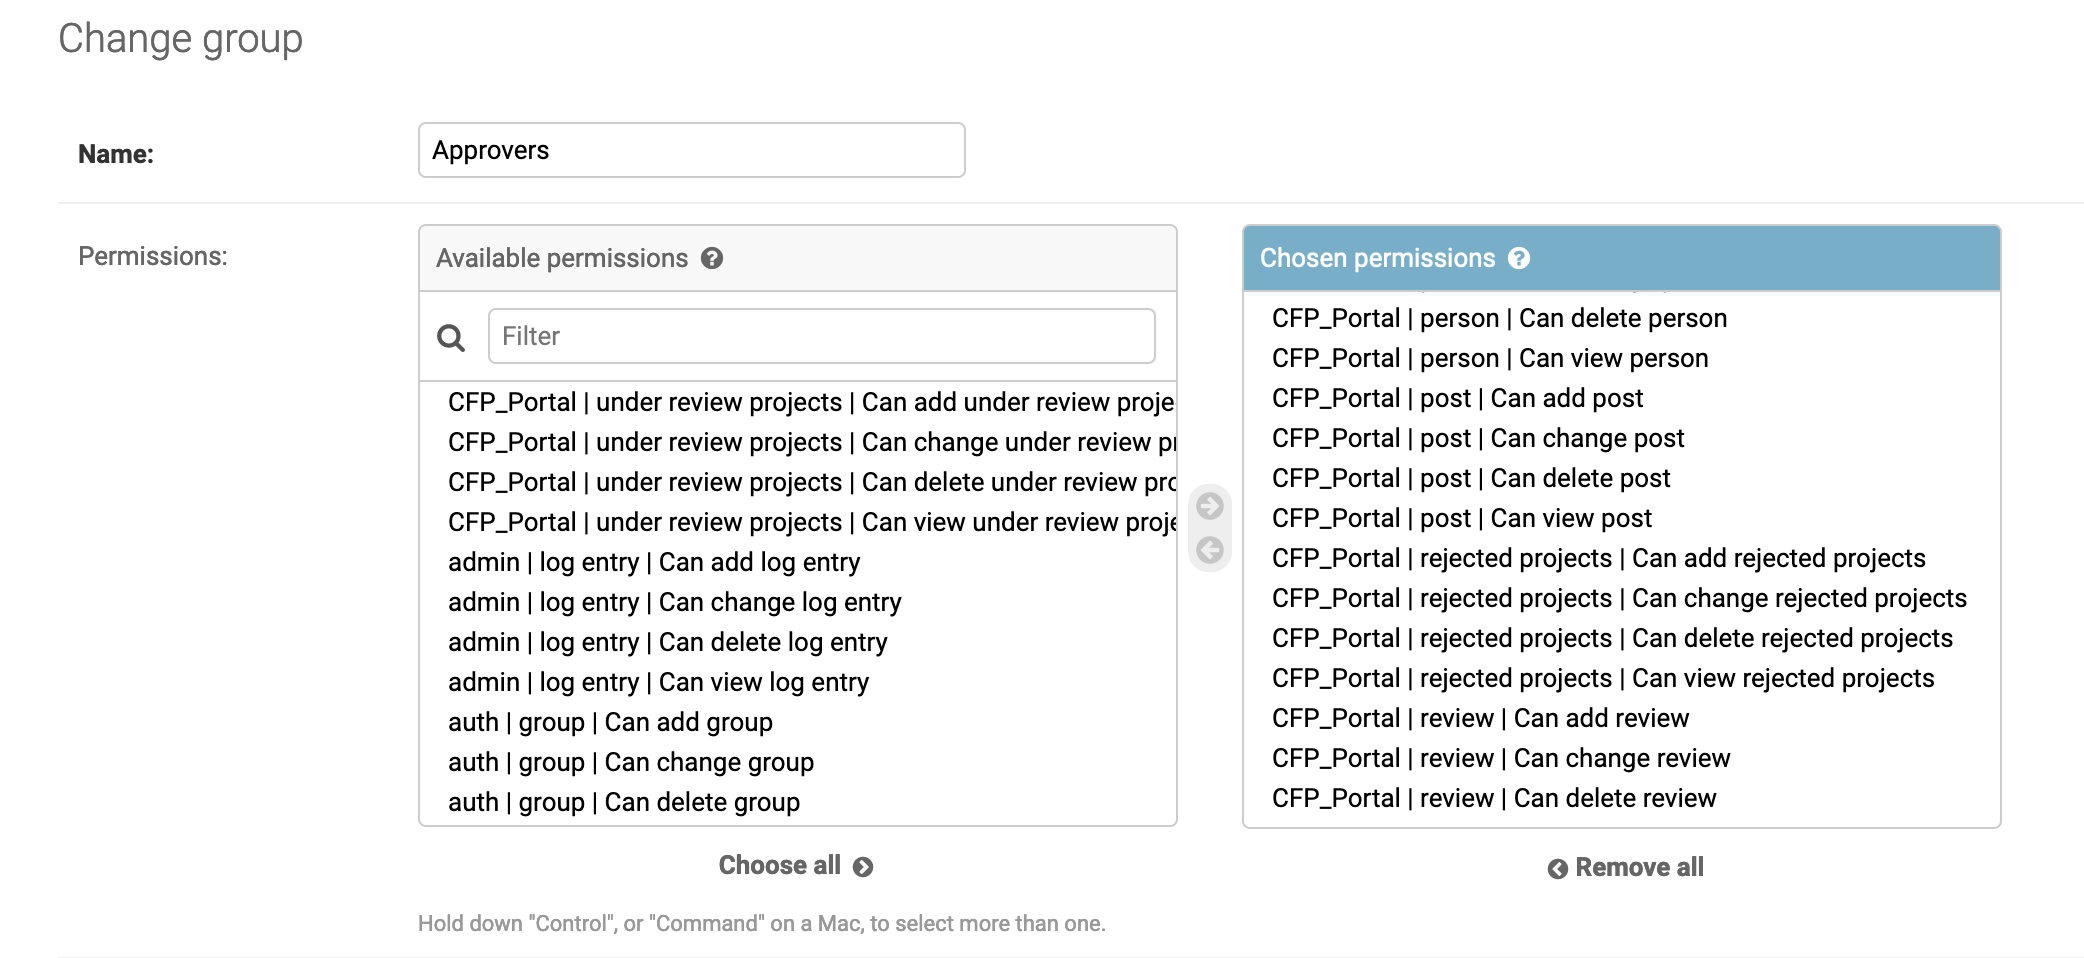 Change group
Name:
Approvers
Permissions:
Available permissions
Filter
CFP_Portal | under review projects | Can add under review proje
CFP_Portal | under review projects | Can change under review
CFP_Portal | under review projects | Can delete under review pro
CFP_Portal | under review projects | Can view under review proje
admin | log entry | Can add log entry
admin | log entry | Can change log entry
admin | log entry | Can delete log entry
admin | log entry | Can view log entry
auth | group | Can add group
auth | group | Can change group
auth | group | Can delete group
Choose all
Chosen permissions
CFP_Portal | person | Can delete person
CFP_Portal | person | Can view person
CFP_Portal | post | Can add post
CFP_Portal | post | Can change post
CFP_Portal | post | Can delete post
CFP_Portal | post | Can view post
CFP_Portal | rejected projects | Can add rejected projects
CFP_Portal | rejected projects | Can change rejected projects
CFP_Portal | rejected projects | Can delete rejected projects
CFP_Portal | rejected projects | Can view rejected projects
CFP_Portal | review | Can add review
CFP_Portal | review | Can change review
CFP_Portal | review | Can delete review
Remove all
Hold down "Control", or "Command" on a Mac, to select more than one.